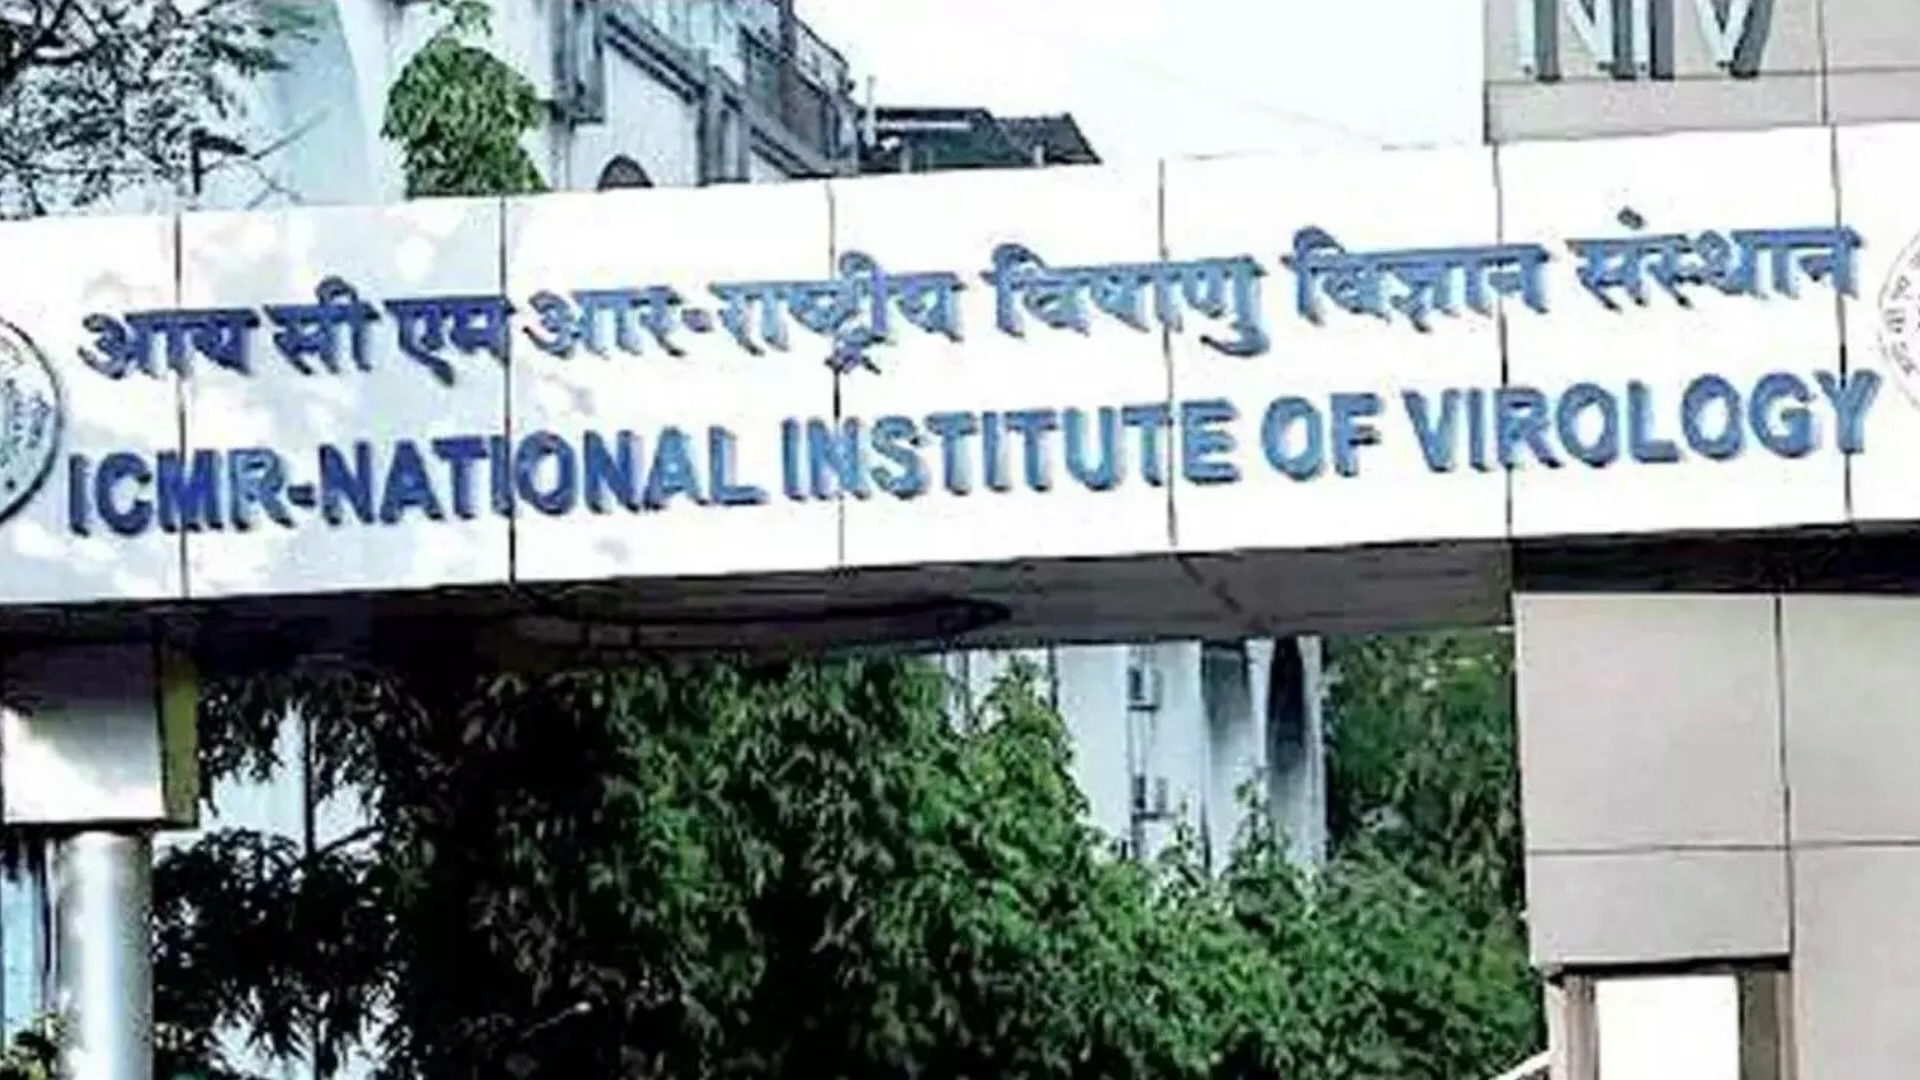 NIV
आय सी एम आर-राष्ट्रीय विषाणु विज्ञान संस्थान
ICMR-NATIONAL INSTITUTE OF VIROLOGY